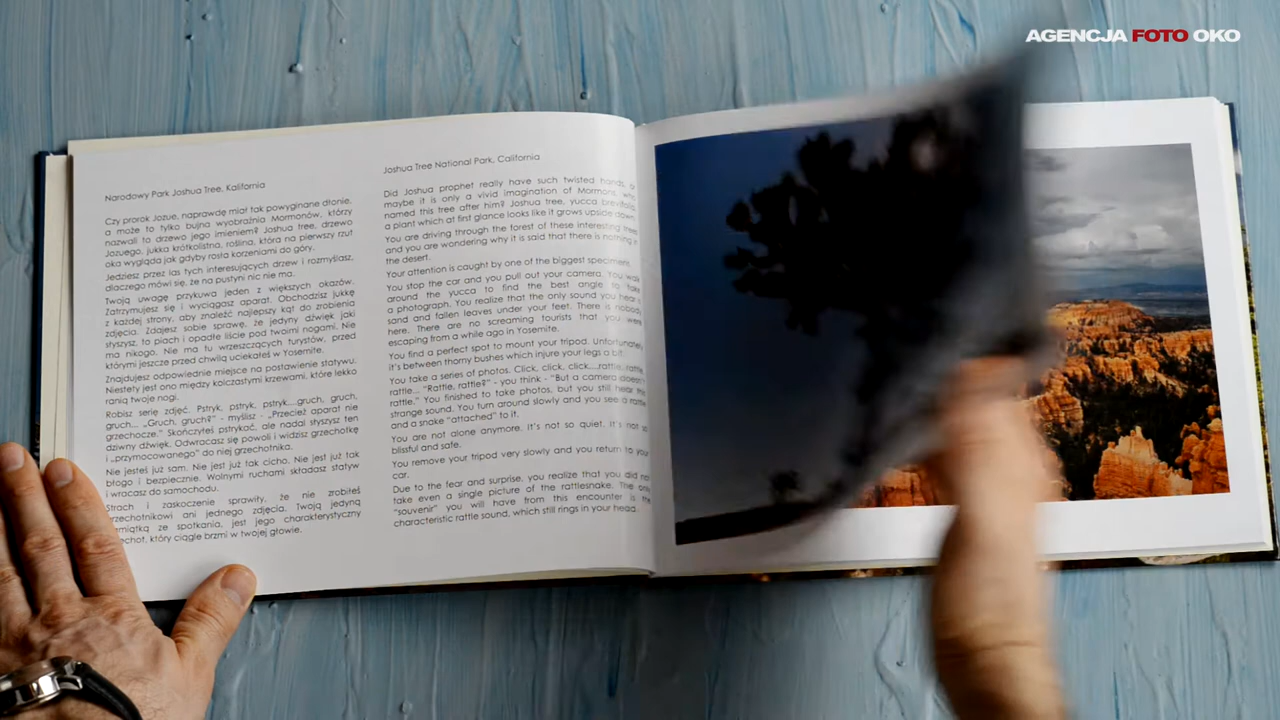 AGENCJA FOTO OKO
Narodowy Park Joshua Tree, Kalifornia
Czy prorok Jozue, naprawdę miał tak powyginane dłonie,
a może to tylko bujna wyobraźnia Mormonów, którzy
nazwali to drzewo jego imieniem? Joshua tree, drzewo
Jozuego, jukka krótkolistna, roślina, która na pierwszy rzut
oka wygląda jak gdyby rosła korzeniami do góry.
Jedziesz przez las tych interesujących drzew i rozmyślasz,
dlaczego mówi się, że na pustyni nic nie ma.
Twoją uwagę przykuwa jeden z większych okazów.
Zatrzymujesz się i wyciągasz aparat. Obchodzisz jukkę
z każdej strony, aby znaleźć najlepszy kąt do zrobienia
zdjęcia. Zdajesz sobie sprawę, że jedyny dźwięk jaki
słyszysz, to piach i opadłe liście pod twoimi nogami. Nie
ma nikogo. Nie ma tu wrzeszczących turystów, przed
którymi jeszcze przed chwilą uciekałeś w Yosemite.
Znajdujesz odpowiednie miejsce na postawienie statywu.
Niestety jest ono między kolczastymi krzewami, które lekko
ranią twoje nogi.
Robisz serię zdjęć. Pstryk, pstryk, pstryk....gruch, gruch,
gruch... „Gruch, gruch?" - myślisz - „Przecież aparat nie
grzechocze." Skończyłeś pstrykać, ale nadal słyszysz ten
dziwny dźwięk. Odwracasz się powoli i widzisz grzechotkę
i „przymocowanego" do niej grzechotnika.
Nie jesteś już sam. Nie jest już tak cicho. Nie jest już tak
błogo i bezpiecznie. Wolnymi ruchami składasz statyw
i wracasz do samochodu.
Strach i zaskoczenie sprawiły, że nie zrobiłeś
grzechotnikowi ani jednego zdjęcia. Twoją jedyną
pamiątką ze spotkania, jest jego charakterystyczny
grzechot, który ciągle brzmi w twojej głowie.
Joshua Tree National Park, California
Did Joshua prophet really have such twisted hands, or
maybe it is only a vivid imagination of Mormons, who
named this tree after him? Joshua tree, yucca brevifolia,
a plant which at first glance looks like it grows upside down.
You are driving through the forest of these interesting trees
and you are wondering why it is said that there is nothing in
the desert.
Your attention is caught by one of the biggest specimens.
You stop the car and you pull out your camera. You walk
around the yucca to find the best angle to take
a photograph. You realize that the only sound you hear is
sand and fallen leaves under your feet. There is nobody
here. There are no screaming tourists that you were
escaping from a while ago in Yosemite.
You find a perfect spot to mount your tripod. Unfortunately
it's between thorny bushes which injure your legs a bit.
You take a series of photos. Click, click, click....rattle, rattle,
rattle... "Rattle, rattle?" - you think - "But a camera doesn't
rattle." You finished to take photos, but you still hear this
strange sound. You turn around slowly and you see a rattle
and a snake "attached" to it.
You are not alone anymore. It's not so quiet. It's not so
blissful and safe.
You remove your tripod very slowly and you return to your
car.
Due to the fear and surprise, you realize that you did not
take even a single picture of the rattlesnake. The only
"souvenir" you will have from this encounter is the
characteristic rattle sound, which still rings in your head.